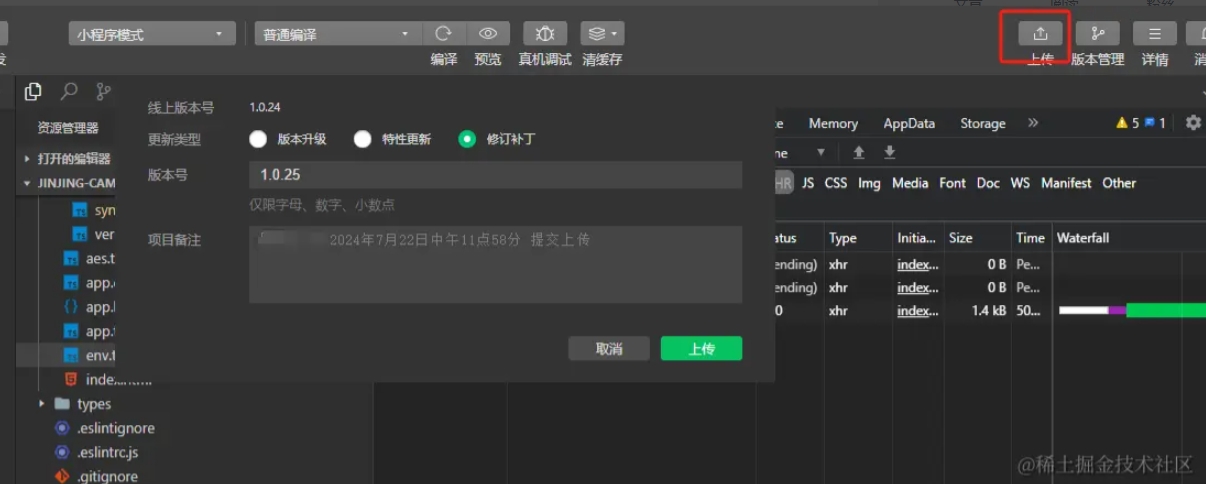 小程序模式
普通编译
编译
预览
真机调试
清缓存
上传
版本管理
详情
资源管理器
打开的编辑器
JINJING-CAM
syn
ver
aes.t
app.
app.
app.
env.t
types
.eslintignore
.eslintrc.js
.gitignore
线上版本号
1.0.24
更新类型
版本升级
特性更新
修订补丁
版本号
1.0.25
仅限字母、数字、小数点
项目备注
2024年7月22日中午11点58分 提交上传
取消
上传
Memory
AppData
Storage
5
1
me
HR
JS
CSS
Img
Media
Font
Doc
WS
Manifest
Other
atus
Type
Initia...
Size
Time
Waterfall
ending)
xhr
index...
0 B
Pe...
ending)
xhr
index...
0 B
Pe...
0
xhr
index...
1.4 kB
50...
@稀土掘金技术社区